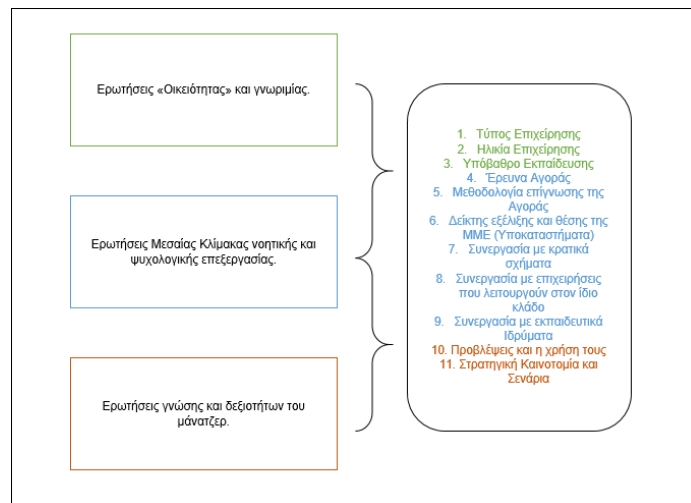 Ερωτήσεις «Οικειότητας» και γνωριμίας.
Ερωτήσεις Μεσαίας Κλίμακας νοητικής και
ψυχολογικής επεξεργασίας.
Ερωτήσεις γνώσης και δεξιοτήτων του
μάνατζερ.
1. Τύπος Επιχείρησης
2. Ηλικία Επιχείρησης
3. Υπόβαθρο Εκπαίδευσης
4. Έρευνα Αγοράς
5. Μεθοδολογία επίγνωσης της
Αγοράς
6. Δείκτης εξέλιξης και θέσης της
ΜΜΕ (Υποκαταστήματα)
7. Συνεργασία με κρατικά
σχήματα
8. Συνεργασία με επιχειρήσεις
που λειτουργούν στον ίδιο
κλάδο
9. Συνεργασία με εκπαιδευτικά
Ιδρύματα
10. Προβλέψεις και η χρήση τους
11. Στρατηγική Καινοτομία και
Σενάρια